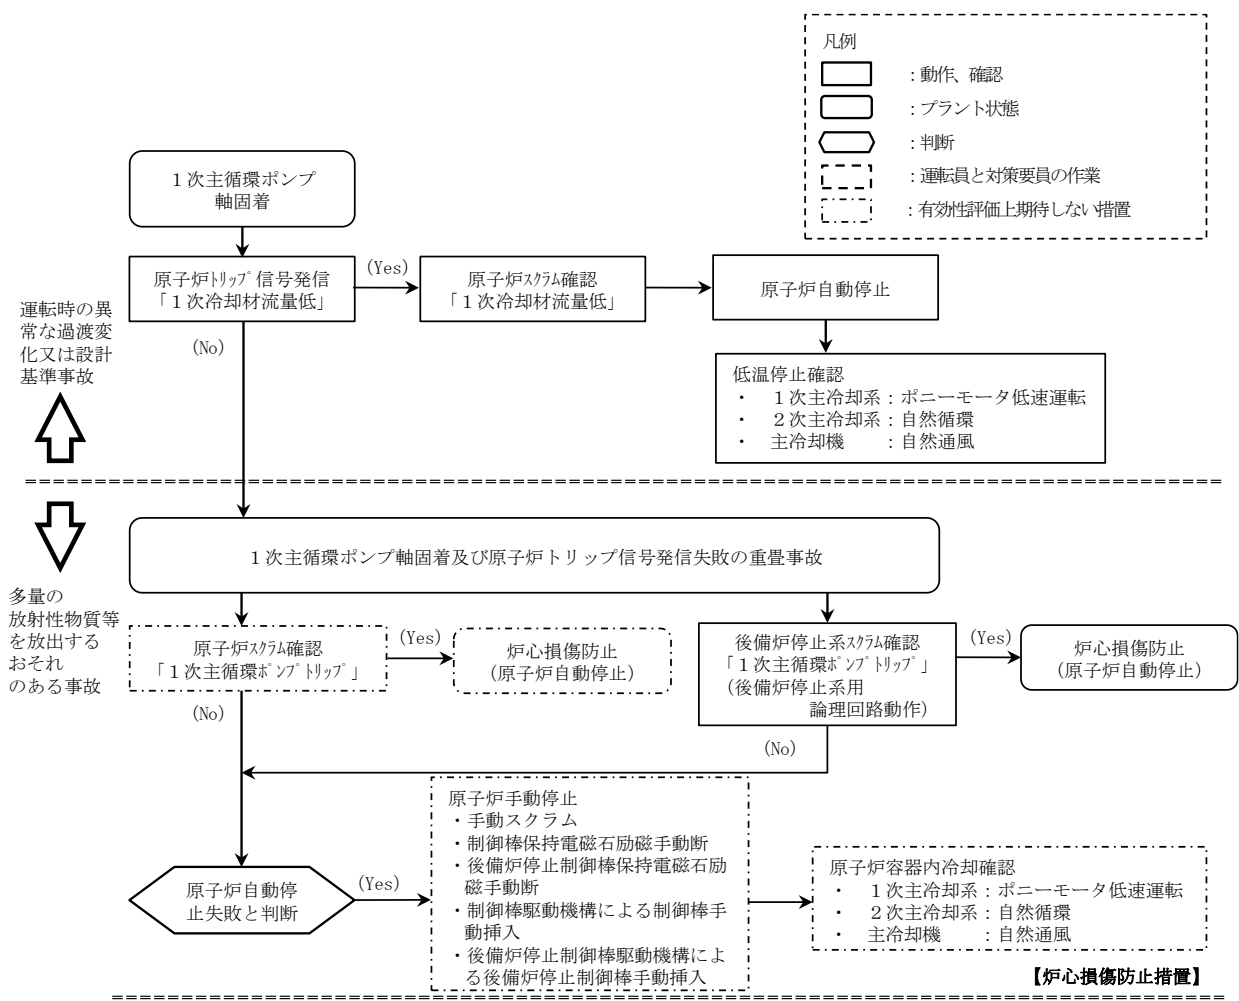 凡例
：動作、確認
：プラント状態
：判断
：運転員と対策要員の作業
：有効性評価上期待しない措置
１次主循環ポンプ
軸固着
原子炉ﾄﾘｯﾌﾟ信号発信
「１次冷却材流量低」
(Yes)
原子炉ｽｸﾗﾑ確認
「１次冷却材流量低」
原子炉自動停止
(No)
運転時の異
常な過渡変
化又は設計
基準事故
低温停止確認
・　１次主冷却系：ポニーモータ低速運転
・　２次主冷却系：自然循環
・　主冷却機　　：自然通風
１次主循環ポンプ軸固着及び原子炉トリップ信号発信失敗の重畳事故
多量の
放射性物質等
を放出する
おそれ
のある事故
原子炉ｽｸﾗﾑ確認
「１次主循環ﾎﾟﾝﾌﾟﾄﾘｯﾌﾟ」
(Yes)
炉心損傷防止
(原子炉自動停止)
後備炉停止系ｽｸﾗﾑ確認
「１次主循環ﾎﾟﾝﾌﾟﾄﾘｯﾌﾟ」
(後備炉停止系用
論理回路動作)
(Yes)
炉心損傷防止
(原子炉自動停止)
(No)
(No)
原子炉自動停
止失敗と判断
(Yes)
原子炉手動停止
・手動スクラム
・制御棒保持電磁石励磁手動断
・後備炉停止制御棒保持電磁石励
磁手動断
・制御棒駆動機構による制御棒手
動挿入
・後備炉停止制御棒駆動機構によ
る後備炉停止制御棒手動挿入
原子炉容器内冷却確認
・　１次主冷却系：ポニーモータ低速運転
・　２次主冷却系：自然循環
・　主冷却機　　：自然通風
【炉心損傷防止措置】